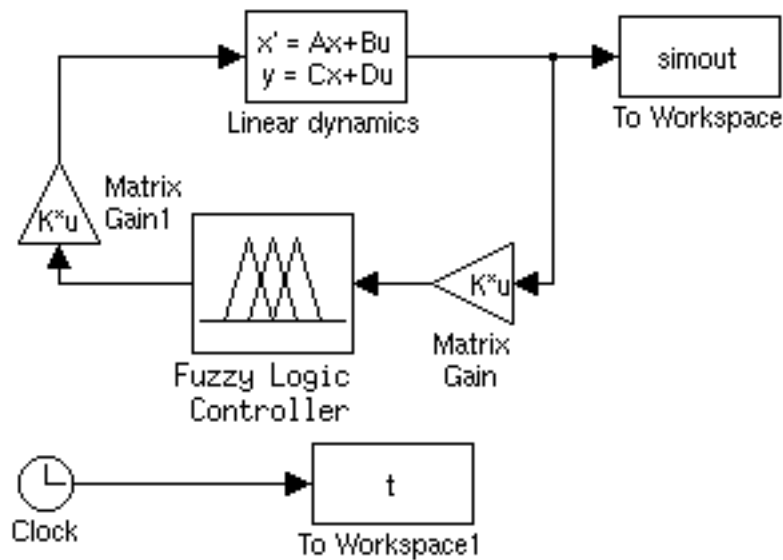 x' = Ax+Bu
y = Cx+Du
Linear dynamics
simout
To Workspace
K*u
Matrix
Gain1
Fuzzy Logic
Controller
K*u
Matrix
Gain
Clock
t
To Workspace1